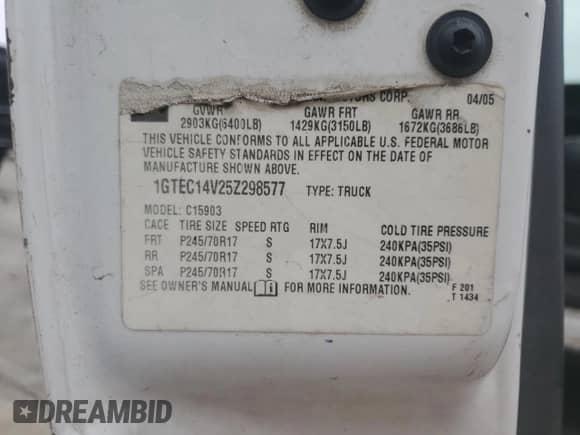 MOTORS CORP 04/05
GVWR GAWR FRT GAWR RR
2903KG(6400LB) 1429KG(3150LB) 1672KG(3686LB)
THIS VEHICLE CONFORMS TO ALL APPLICABLE U.S. FEDERAL MOTOR
VEHICLE SAFETY STANDARDS IN EFFECT ON THE DATE OF
MANUFACTURE SHOWN ABOVE.
1GTEC14V25Z298577 TYPE: TRUCK
MODEL: C15903
CACE TIRE SIZE SPEED RTG RIM COLD TIRE PRESSURE
FRT P245/70R17 S 17X7.5J 240KPA(35PSI)
RR P245/70R17 S 17X7.5J 240KPA(35PSI)
SPA P245/70R17 S 17X7.5J 240KPA(35PSI)
SEE OWNER'S MANUAL FOR MORE INFORMATION.
F 201
T 1434
DREAMBID